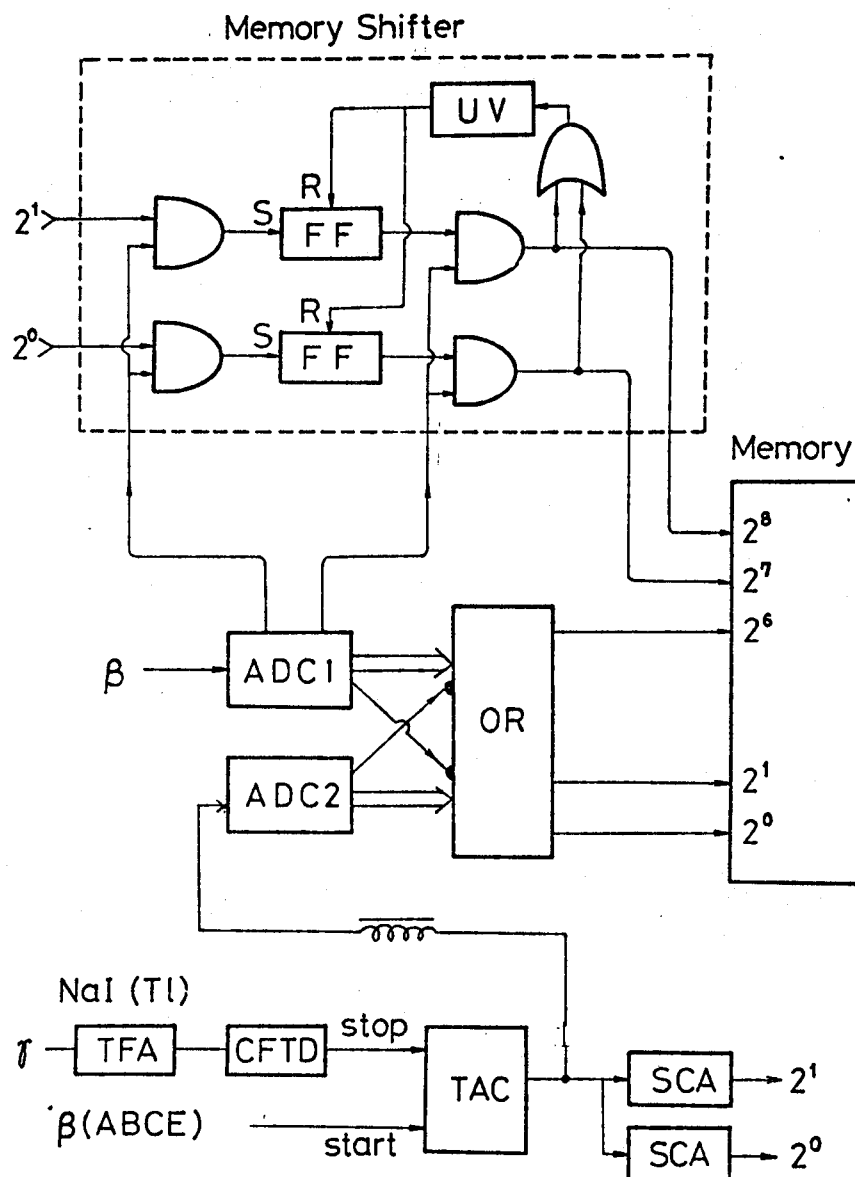 Memory Shifter
UV
R
2¹
S
FF
R
2⁰
S
FF
Memory
2⁸
2⁷
2⁶
β
ADC1
OR
ADC2
2¹
2⁰
NaI (Tl)
γ
TFA
CFTD
stop
TAC
SCA
2¹
β(ABCE)
start
SCA
2⁰